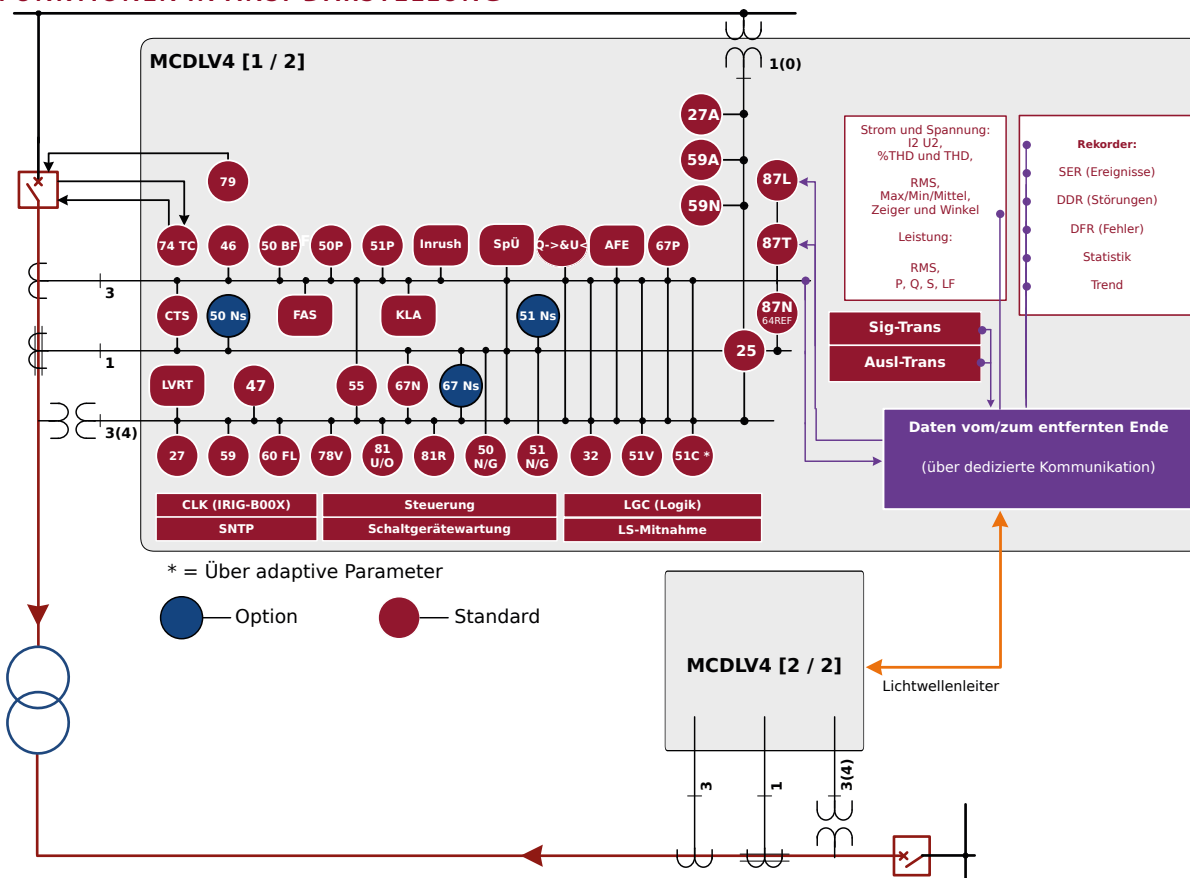 FUNKTIONEN IN ANSI-DARSTELLUNG
MCDLV4 [1 / 2]
1(0)
27A
59A
59N
79
87L
87T
87N
64REF
Strom und Spannung:
I2 U2,
%THD und THD,
RMS,
Max/Min/Mittel,
Zeiger und Winkel
Leistung:
RMS,
P, Q, S, LF
Rekorder:
SER (Ereignisse)
DDR (Störungen)
DFR (Fehler)
Statistik
Trend
74 TC
46
50 BF
50P
51P
Inrush
SpÜ
Q->&U<
AFE
67P
3
CTS
50 Ns
FAS
KLA
51 Ns
25
Sig-Trans
Ausl-Trans
1
LVRT
47
55
67N
67 Ns
3(4)
27
59
60 FL
78V
81
U/O
81R
50
N/G
51
N/G
32
51V
51C *
Daten vom/zum entfernten Ende
(über dedizierte Kommunikation)
CLK (IRIG-B00X)
Steuerung
LGC (Logik)
SNTP
Schaltgerätewartung
LS-Mitnahme
* = Über adaptive Parameter
Option
Standard
MCDLV4 [2 / 2]
Lichtwellenleiter
3
1
3(4)